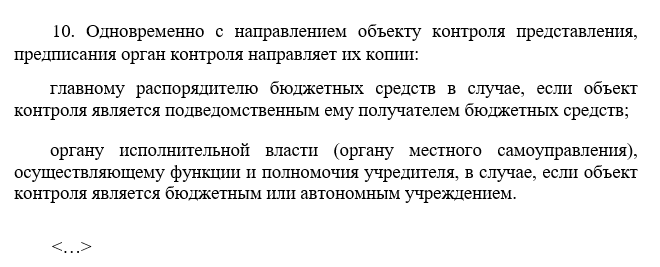 10. Одновременно с направлением объекту контроля представления,
предписания орган контроля направляет их копии:
главному распорядителю бюджетных средств в случае, если объект
контроля является подведомственным ему получателем бюджетных средств;
органу исполнительной власти (органу местного самоуправления),
осуществляющему функции и полномочия учредителя, в случае, если объект
контроля является бюджетным или автономным учреждением.
<…>